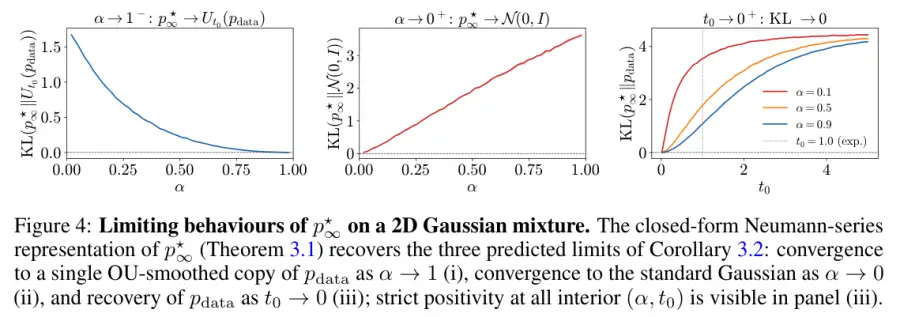 α → 1⁻ : p⋆∞ → U_t₀(p_data)
KL(p⋆∞ ‖ U_t₀(p_data))
1.5
1.0
0.5
0.0
0.00 0.25 0.50 0.75 1.00
α
α → 0⁺ : p⋆∞ → N(0, I)
KL(p⋆∞ ‖ N(0, I))
3
2
1
0
0.00 0.25 0.50 0.75 1.00
α
t₀ → 0⁺ : KL → 0
KL(p⋆∞ ‖ p_data)
4
2
0
α = 0.1
α = 0.5
α = 0.9
t₀ = 1.0 (exp.)
0 2 4
t₀
Figure 4: Limiting behaviours of p⋆∞ on a 2D Gaussian mixture. The closed-form Neumann-series
representation of p⋆∞ (Theorem 3.1) recovers the three predicted limits of Corollary 3.2: convergence
to a single OU-smoothed copy of p_data as α → 1 (i), convergence to the standard Gaussian as α → 0
(ii), and recovery of p_data as t₀ → 0 (iii); strict positivity at all interior (α, t₀) is visible in panel (iii).